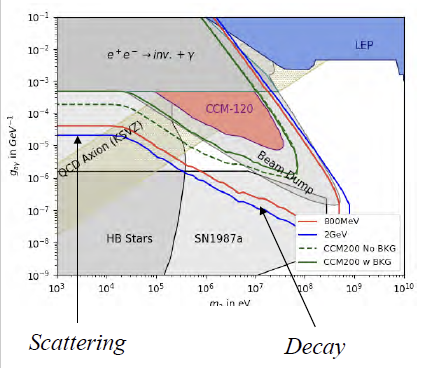 10⁻¹
10⁻²
10⁻³
10⁻⁴
10⁻⁵
10⁻⁶
10⁻⁷
10⁻⁸
10⁻⁹
gₐᵧ in GeV⁻¹
e⁺e⁻ → inv. + γ
LEP
CCM-120
QCD Axion (KSVZ)
Beam Dump
HB Stars
SN1987a
800MeV
2GeV
CCM200 No BKG
CCM200 w BKG
10³ 10⁴ 10⁵ 10⁶ 10⁷ 10⁸ 10⁹ 10¹⁰
in eV
Scattering
Decay